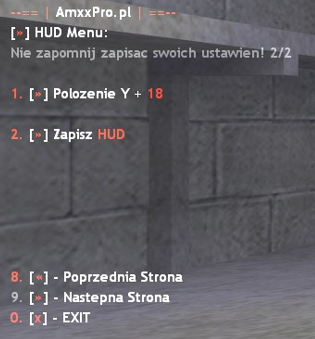 --== | AmxxPro.pl | ==--
[»] HUD Menu:
Nie zapomnij zapisac swoich ustawien! 2/2
1. [»] Polozenie Y + 18
2. [»] Zapisz HUD
8. [«] - Poprzednia Strona
9. [»] - Nastepna Strona
0. [x] - EXIT